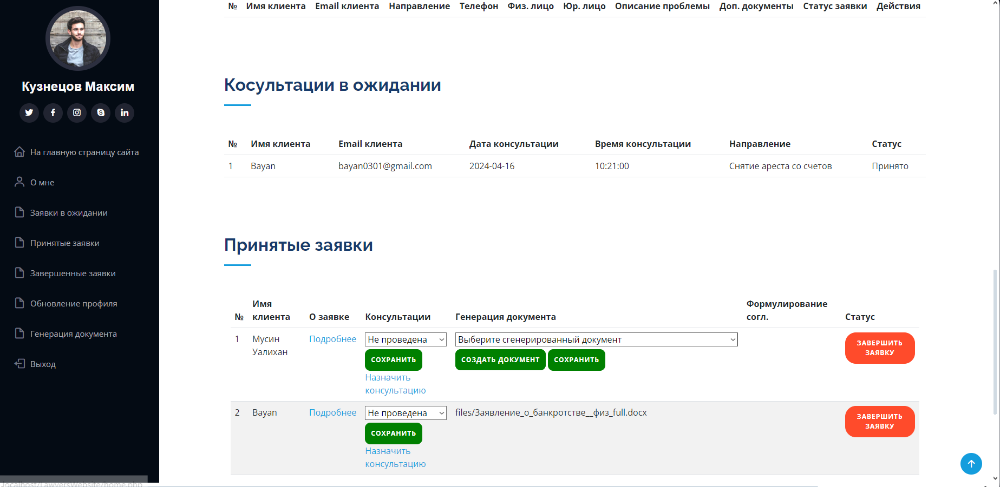 Кузнецов Максим
На главную страницу сайта
О мне
Заявки в ожидании
Принятые заявки
Завершенные заявки
Обновление профиля
Генерация документа
Выход
localhost/LawyersWebsite/home.php
№ Имя клиента Email клиента Направление Телефон Физ. лицо Юр. лицо Описание проблемы Доп. документы Статус заявки Действия
Косультации в ожидании
№ Имя клиента Email клиента Дата консультации Время консультации Направление Статус
1 Bayan bayan0301@gmail.com 2024-04-16 10:21:00 Снятие ареста со счетов Принято
Принятые заявки
Имя Формулирование
№ клиента О заявке Консультации Генерация документа согл. Статус
1 Мусин Подробнее Не проведена Выберите сгенерированный документ ЗАВЕРШИТЬ
Уалихан ЗАЯВКУ
СОХРАНИТЬ СОЗДАТЬ ДОКУМЕНТ СОХРАНИТЬ
Назначить
консультацию
2 Bayan Подробнее Не проведена files/Заявление_о_банкротстве__физ_full.docx ЗАВЕРШИТЬ
ЗАЯВКУ
СОХРАНИТЬ
Назначить
консультацию